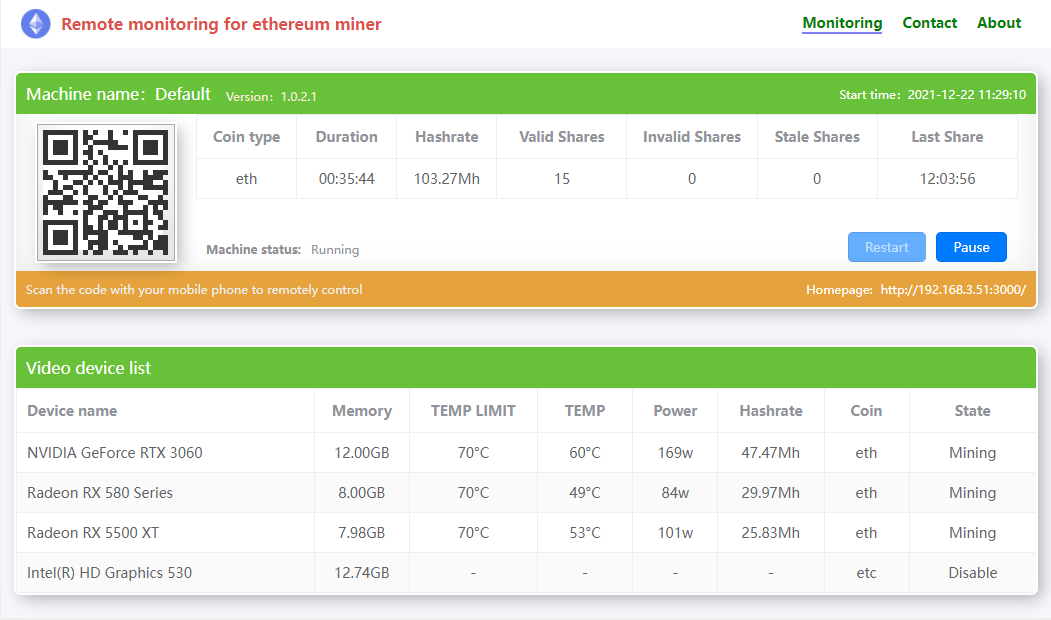 Remote monitoring for ethereum miner Monitoring Contact About
Machine name: Default Version: 1.0.2.1 Start time: 2021-12-22 11:29:10
Coin type Duration Hashrate Valid Shares Invalid Shares Stale Shares Last Share
eth 00:35:44 103.27Mh 15 0 0 12:03:56
Machine status: Running Restart Pause
Scan the code with your mobile phone to remotely control Homepage: http://192.168.3.51:3000/
Video device list
Device name Memory TEMP LIMIT TEMP Power Hashrate Coin State
NVIDIA GeForce RTX 3060 12.00GB 70°C 60°C 169w 47.47Mh eth Mining
Radeon RX 580 Series 8.00GB 70°C 49°C 84w 29.97Mh eth Mining
Radeon RX 5500 XT 7.98GB 70°C 53°C 101w 25.83Mh eth Mining
Intel(R) HD Graphics 530 12.74GB - - - - etc Disable